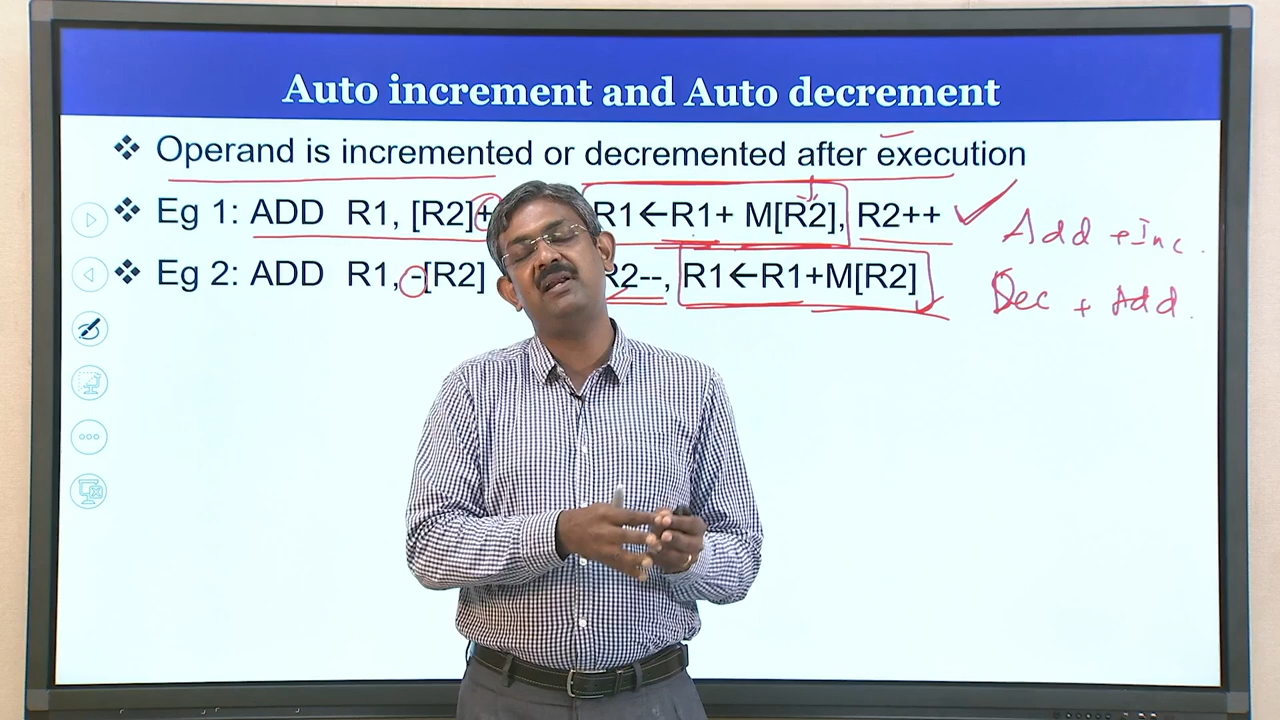 Auto increment and Auto decrement
❖ Operand is incremented or decremented after execution
❖ Eg 1: ADD R1, [R2]+ R1←R1+ M[R2], R2++ Add + Inc.
❖ Eg 2: ADD R1, -[R2] R2--, R1←R1+M[R2] Dec + Add.